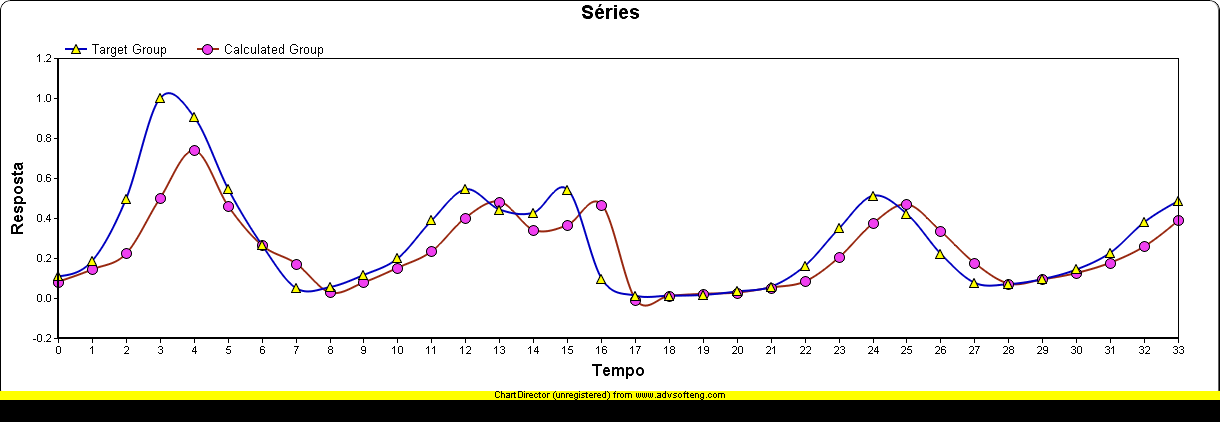 Séries
Target Group Calculated Group
1.2
1.0
0.8
0.6
0.4
0.2
0.0
-0.2
Resposta
0 1 2 3 4 5 6 7 8 9 10 11 12 13 14 15 16 17 18 19 20 21 22 23 24 25 26 27 28 29 30 31 32 33
Tempo
ChartDirector (unregistered) from www.advsofteng.com